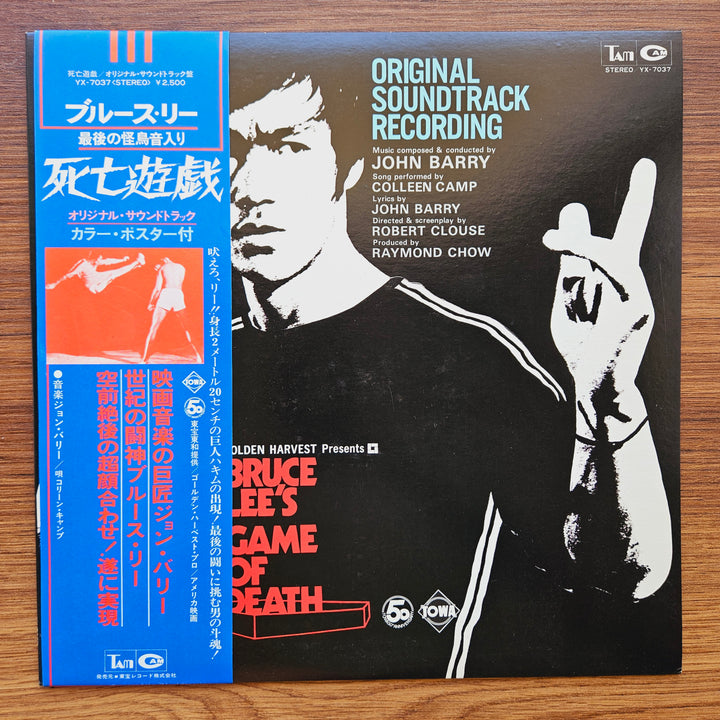 死亡遊戯/オリジナル・サウンドトラック盤
YX-7037<STEREO> ¥2,500
ブルース・リー
最後の怪鳥音入り
死亡遊戯
オリジナル・サウンドトラック
カラー・ポスター付
吠えろ、リー!!身長2メートル20センチの巨人ハキムの出現!最後の闘いに挑む男の斗魂!
TOWA
50
東宝東和提供/ゴールデン・ハーベスト・プロ/アメリカ映画
映画音楽の巨匠ジョン・バリー
世紀の闘神ブルース・リー
空前絶後の超顔合わせ!遂に実現
●音楽ジョン・バリー/唄コリーン・キャンプ
TAM CAM
発売元●東宝レコード株式会社
TAM CAM
STEREO YX-7037
ORIGINAL
SOUNDTRACK
RECORDING
Music composed & conducted by
JOHN BARRY
Song performed by
COLLEEN CAMP
Lyrics by
JOHN BARRY
Directed & screenplay by
ROBERT CLOUSE
Produced by
RAYMOND CHOW
OLDEN HARVEST Presents
BRUCE
LEE'S
GAME
OF
DEATH
50
TOWA